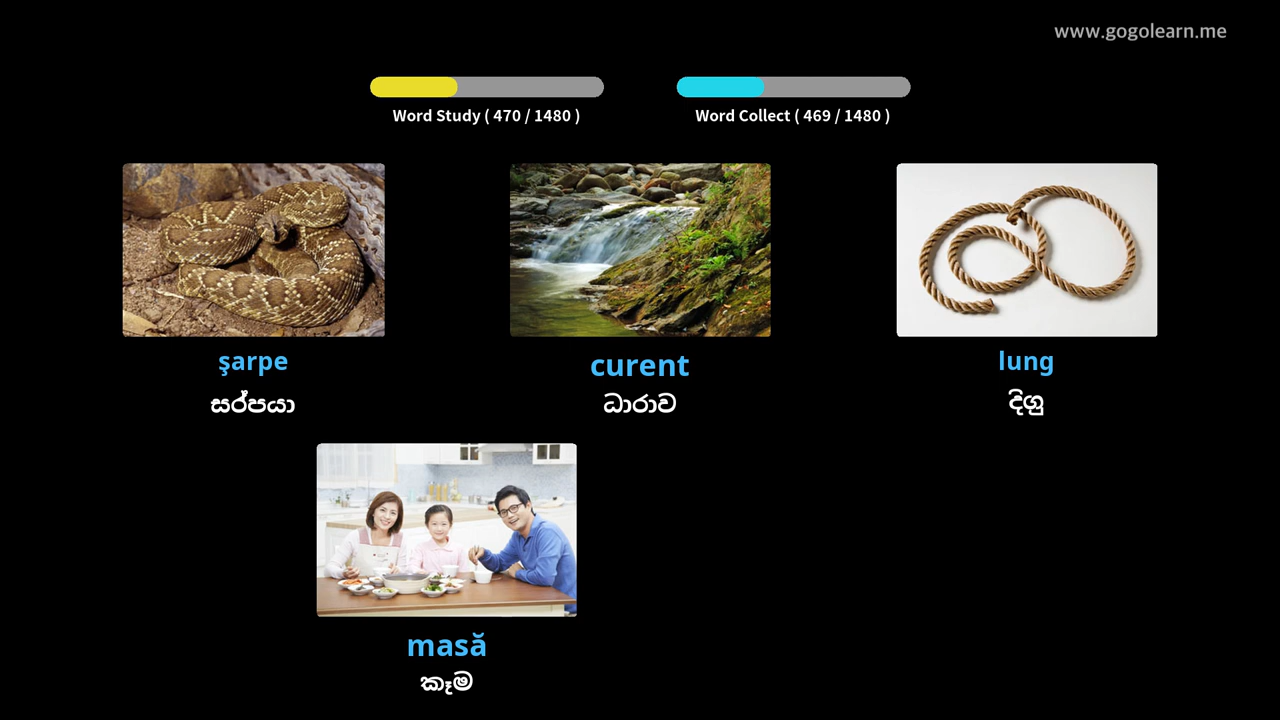 www.gogolearn.me
Word Study ( 470 / 1480 )
Word Collect ( 469 / 1480 )
şarpe
සර්පයා
curent
ධාරාව
lung
දිගු
masă
කෑම